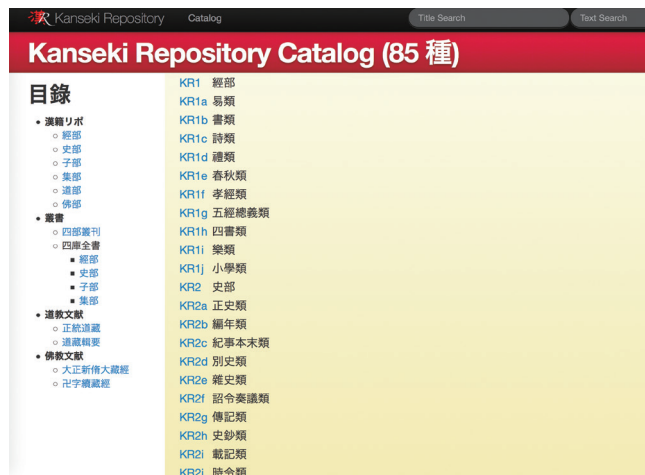 漢 Kanseki Repository Catalog Title Search Text Search
Kanseki Repository Catalog (85 種)
目錄
• 漢籍リポ
○ 經部
○ 史部
○ 子部
○ 集部
○ 道部
○ 佛部
• 叢書
○ 四部叢刊
○ 四庫全書
▪ 經部
▪ 史部
▪ 子部
▪ 集部
• 道教文献
○ 正統道藏
○ 道藏輯要
• 佛教文献
○ 大正新脩大藏經
○ 卍字續藏經
KR1 經部
KR1a 易類
KR1b 書類
KR1c 詩類
KR1d 禮類
KR1e 春秋類
KR1f 孝經類
KR1g 五經總義類
KR1h 四書類
KR1i 樂類
KR1j 小學類
KR2 史部
KR2a 正史類
KR2b 編年類
KR2c 紀事本末類
KR2d 別史類
KR2e 雜史類
KR2f 詔令奏議類
KR2g 傳記類
KR2h 史鈔類
KR2i 載記類
KR2j 時令類